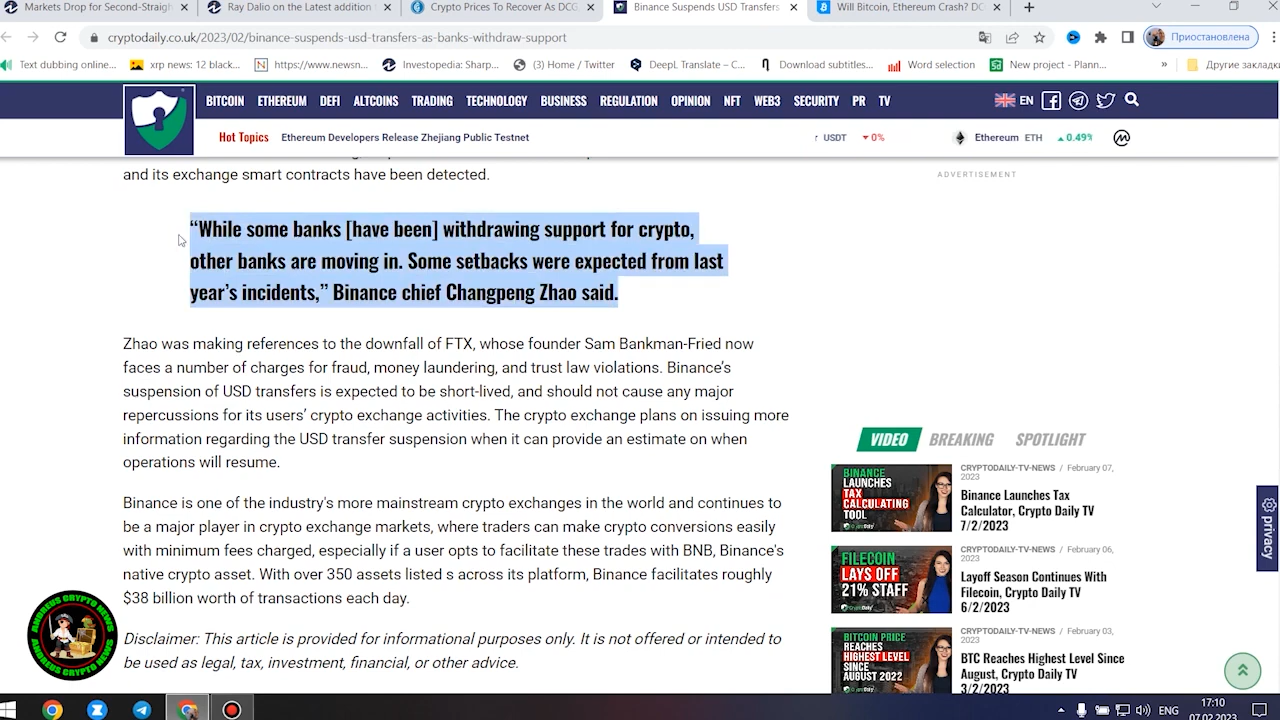 Markets Drop for Second-Straigh
Ray Dalio on the Latest addition
Crypto Prices To Recover As DCG
Binance Suspends USD Transfers
Will Bitcoin, Ethereum Crash? DC
cryptodaily.co.uk/2023/02/binance-suspends-usd-transfers-as-banks-withdraw-support
Приостановлена
Text dubbing online...
xrp news: 12 black...
https://www.newsn...
Investopedia: Sharp...
(3) Home / Twitter
DeepL Translate – C...
Download subtitles...
Word selection
New project - Plann...
»
Другие закладки
BITCOIN ETHEREUM DEFI ALTCOINS TRADING TECHNOLOGY BUSINESS REGULATION OPINION NFT WEB3 SECURITY PR TV
EN
Hot Topics
Ethereum Developers Release Zhejiang Public Testnet
USDT 0%
Ethereum ETH 0.49%
and its exchange smart contracts have been detected.
ADVERTISEMENT
“While some banks [have been] withdrawing support for crypto,
other banks are moving in. Some setbacks were expected from last
year’s incidents,” Binance chief Changpeng Zhao said.
Zhao was making references to the downfall of FTX, whose founder Sam Bankman-Fried now
faces a number of charges for fraud, money laundering, and trust law violations. Binance’s
suspension of USD transfers is expected to be short-lived, and should not cause any major
repercussions for its users’ crypto exchange activities. The crypto exchange plans on issuing more
information regarding the USD transfer suspension when it can provide an estimate on when
operations will resume.
Binance is one of the industry's more mainstream crypto exchanges in the world and continues to
be a major player in crypto exchange markets, where traders can make crypto conversions easily
with minimum fees charged, especially if a user opts to facilitate these trades with BNB, Binance's
native crypto asset. With over 350 assets listed s across its platform, Binance facilitates roughly
$38 billion worth of transactions each day.
Disclaimer: This article is provided for informational purposes only. It is not offered or intended to
be used as legal, tax, investment, financial, or other advice.
VIDEO BREAKING SPOTLIGHT
BINANCE
LAUNCHES
TAX
CALCULATING
TOOL
CRYPTODAILY-TV-NEWS / February 07,
2023
Binance Launches Tax
Calculator, Crypto Daily TV
7/2/2023
FILECOIN
LAYS OFF
21% STAFF
CRYPTODAILY-TV-NEWS / February 06,
2023
Layoff Season Continues With
Filecoin, Crypto Daily TV
6/2/2023
BITCOIN PRICE
REACHES
HIGHEST LEVEL
SINCE
AUGUST 2022
CRYPTODAILY-TV-NEWS / February 03,
2023
BTC Reaches Highest Level Since
August, Crypto Daily TV
3/2/2023
privacy
ANDREUS CRYPTO NEWS
ANDREUS CRYPTO NEWS
ENG
17:10
07.02.2023